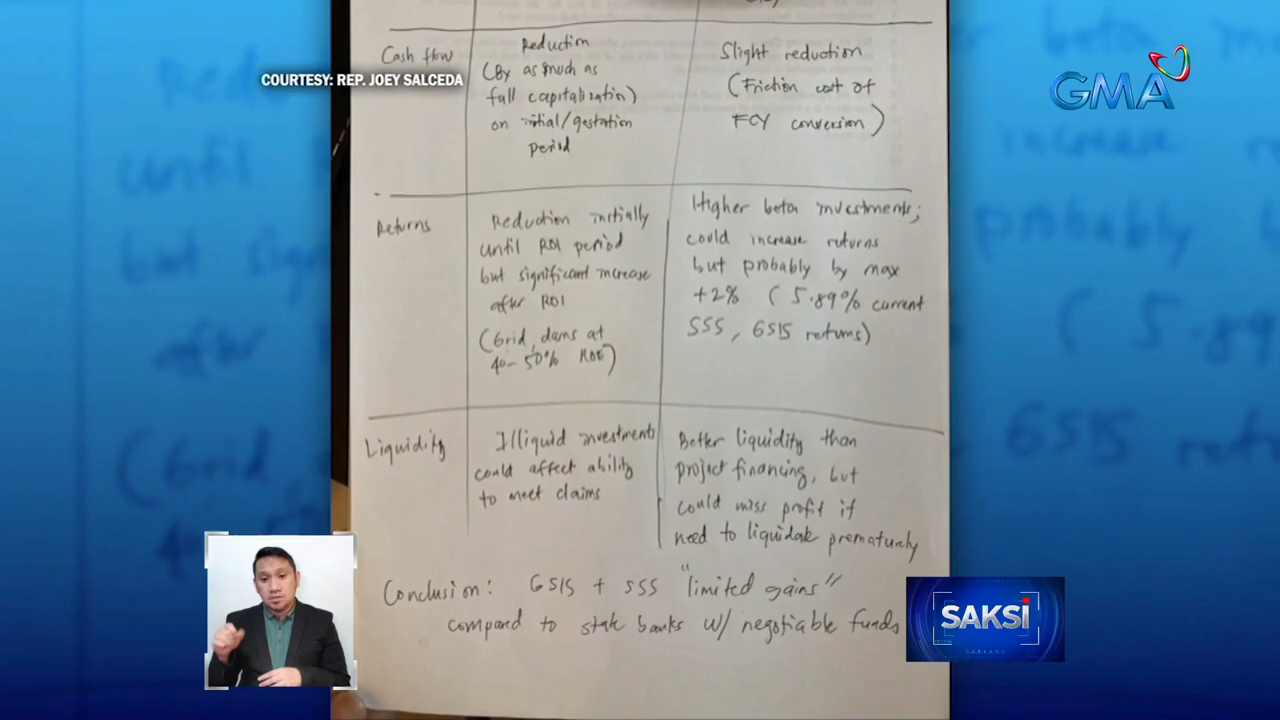 Cash flow
Reduction
(By as much as
full capitalization)
on initial/gestation
period
Slight reduction
(Friction cost of
FCY conversion)
COURTESY: REP. JOEY SALCEDA
GMA
Returns
Reduction initially
until ROI period
but significant increase
after ROI
(Grid, dams at
40-50% ROE)
Higher beta investments;
could increase returns
but probably by max
+2% (5.89% current
SSS, GSIS returns)
Liquidity
Illiquid investments
could affect ability
to meet claims
Better liquidity than
project financing, but
could miss profit if
need to liquidate prematurely
Conclusion: GSIS + SSS "limited gains"
compared to state banks w/ negotiable funds
SAKSI